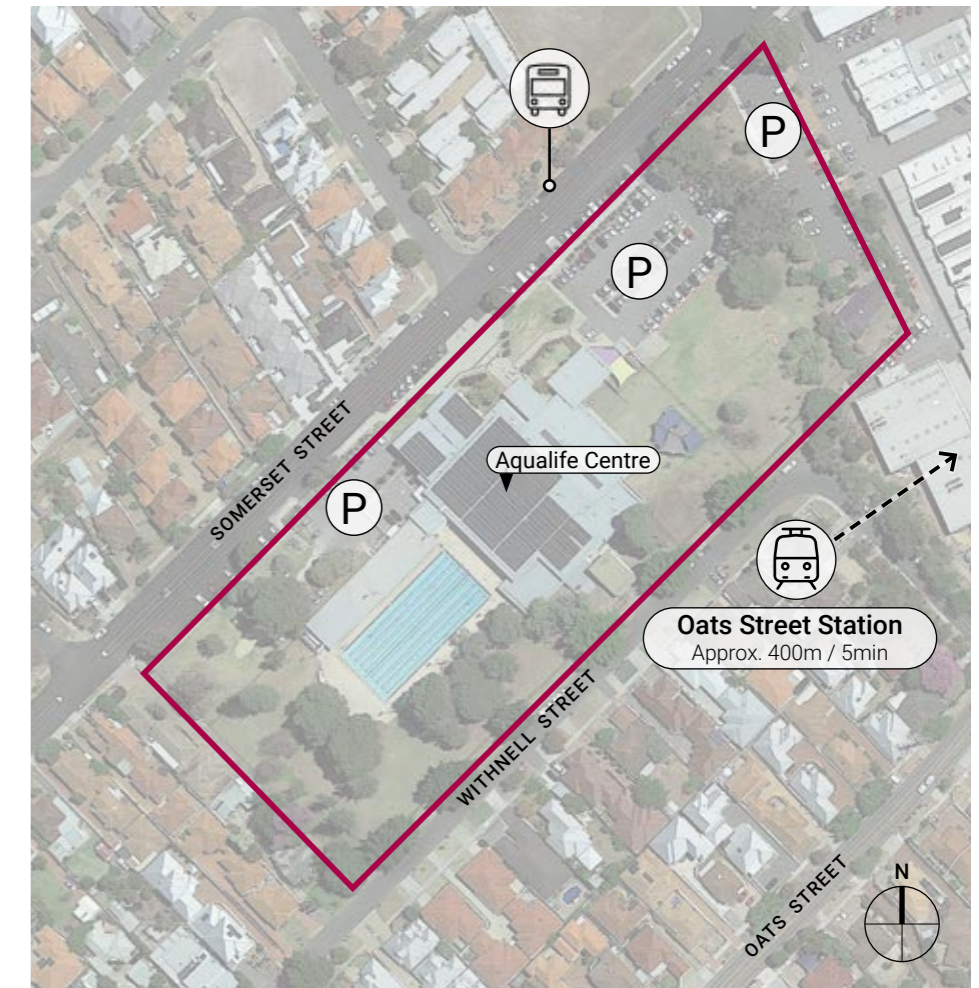 P
P
SOMERSET STREET
Aqualife Centre
P
Oats Street Station
Approx. 400m / 5min
WITHNELL STREET
OATS STREET
N